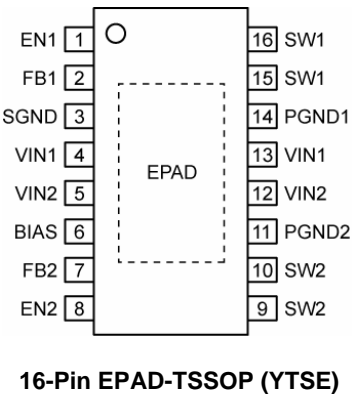 EN1 1 16 SW1
FB1 2 15 SW1
SGND 3 14 PGND1
VIN1 4 13 VIN1
EPAD
VIN2 5 12 VIN2
BIAS 6 11 PGND2
FB2 7 10 SW2
EN2 8 9 SW2
16-Pin EPAD-TSSOP (YTSE)